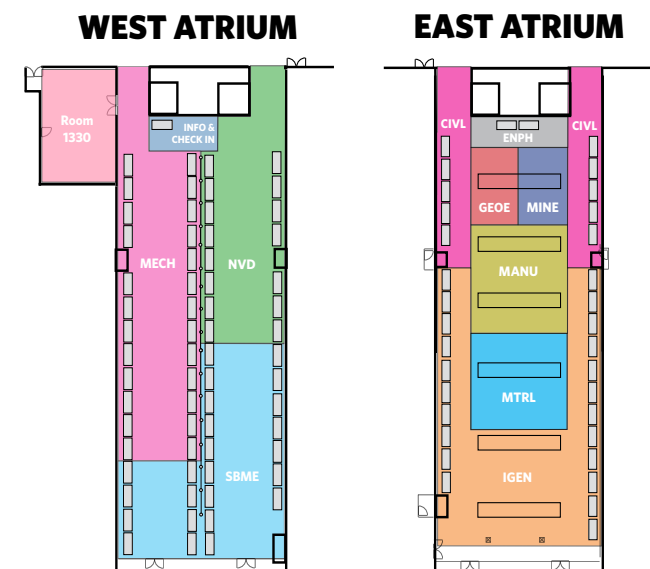 WEST ATRIUM
EAST ATRIUM
Room
1330
INFO &
CHECK IN
MECH
NVD
SBME
CIVL
CIVL
ENPH
GEOE
MINE
MANU
MTRL
IGEN